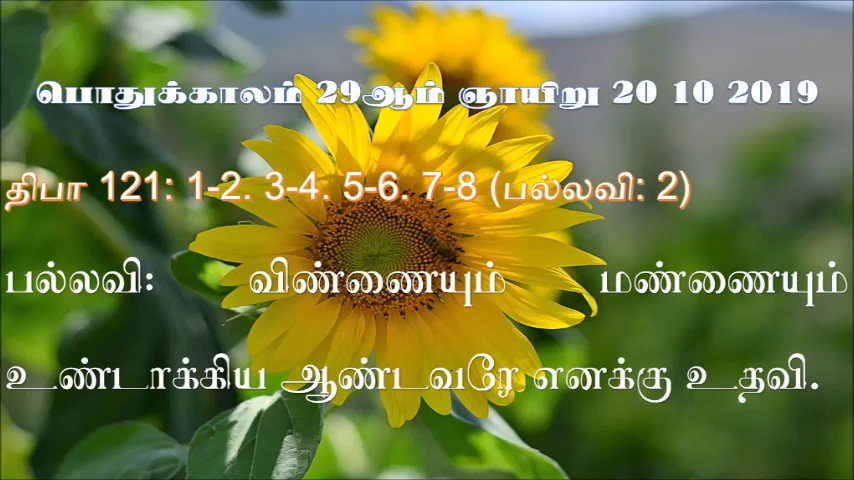 பொதுக்காலம் 29ஆம் ஞாயிறு 20 10 2019
திபா 121: 1-2. 3-4. 5-6. 7-8 (பல்லவி: 2)
பல்லவி: விண்ணையும் மண்ணையும்
உண்டாக்கிய ஆண்டவரே எனக்கு உதவி.